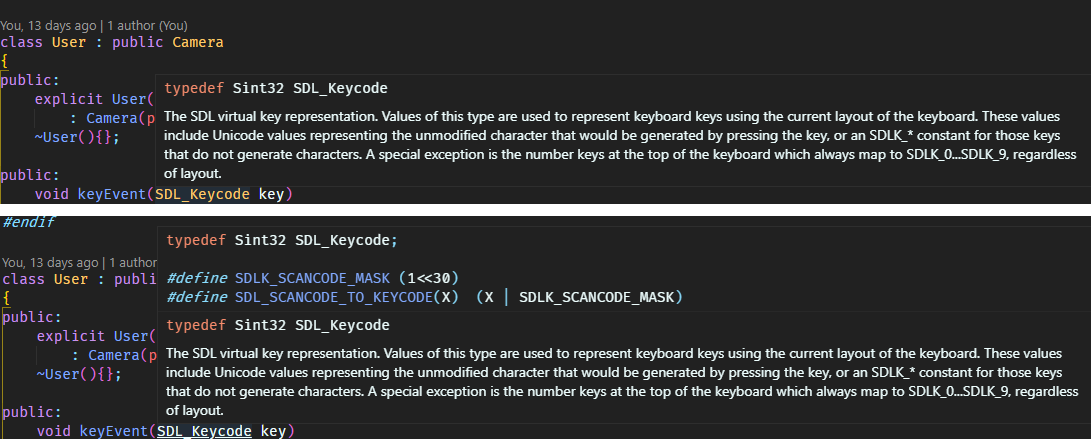 You, 13 days ago | 1 author (You)
class User : public Camera
{
public:
typedef Sint32 SDL_Keycode
explicit User(
The SDL virtual key representation. Values of this type are used to represent keyboard keys using the current layout of the keyboard. These values
: Camera(p
include Unicode values representing the unmodified character that would be generated by pressing the key, or an SDLK_* constant for those keys
~User(){};
that do not generate characters. A special exception is the number keys at the top of the keyboard which always map to SDLK_0...SDLK_9, regardless
of layout.
public:
void keyEvent(SDL_Keycode key)
#endif
typedef Sint32 SDL_Keycode;
You, 13 days ago | 1 author
#define SDLK_SCANCODE_MASK (1<<30)
class User : publi
#define SDL_SCANCODE_TO_KEYCODE(X)  (X | SDLK_SCANCODE_MASK)
{
public:
typedef Sint32 SDL_Keycode
explicit User(
The SDL virtual key representation. Values of this type are used to represent keyboard keys using the current layout of the keyboard. These values
: Camera(p
include Unicode values representing the unmodified character that would be generated by pressing the key, or an SDLK_* constant for those keys
~User(){};
that do not generate characters. A special exception is the number keys at the top of the keyboard which always map to SDLK_0...SDLK_9, regardless
of layout.
public:
void keyEvent(SDL_Keycode key)